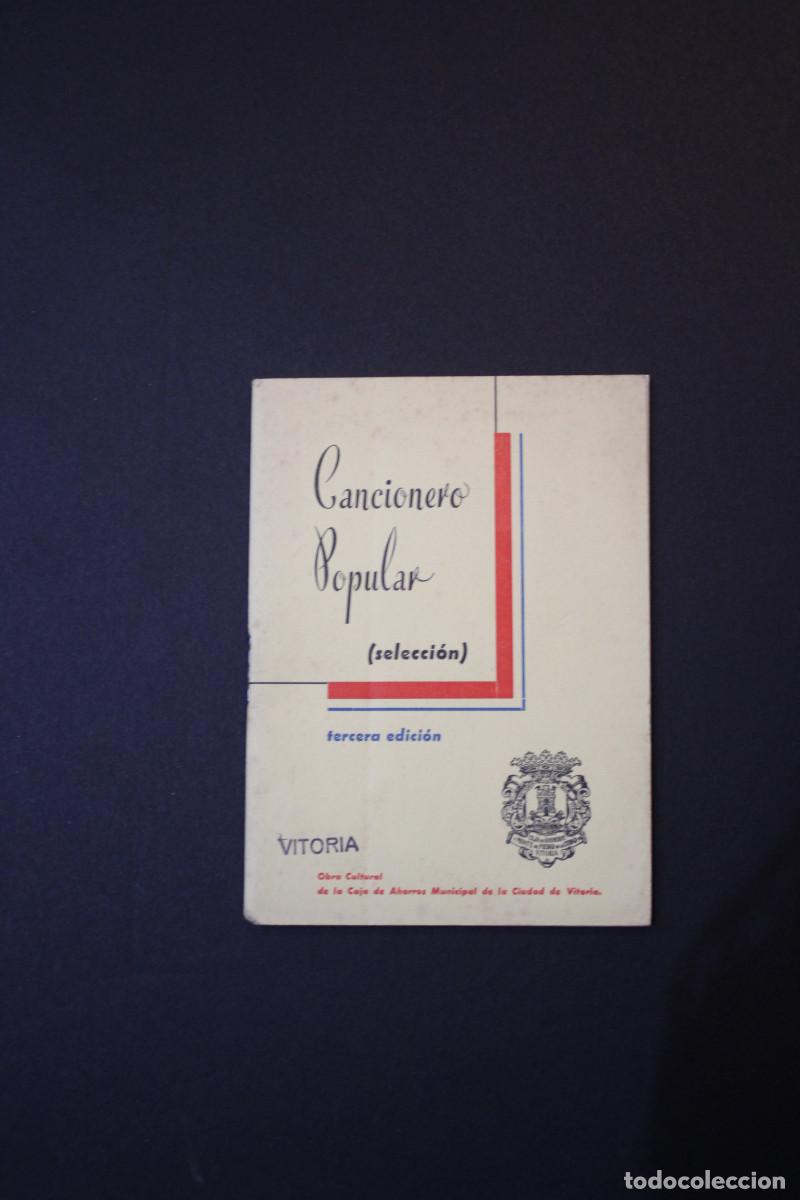 Cancionero
Popular
(selección)
tercera edición
VITORIA
Obra Cultural
de la Caja de Ahorros Municipal de la Ciudad de Vitoria.
todocoleccion